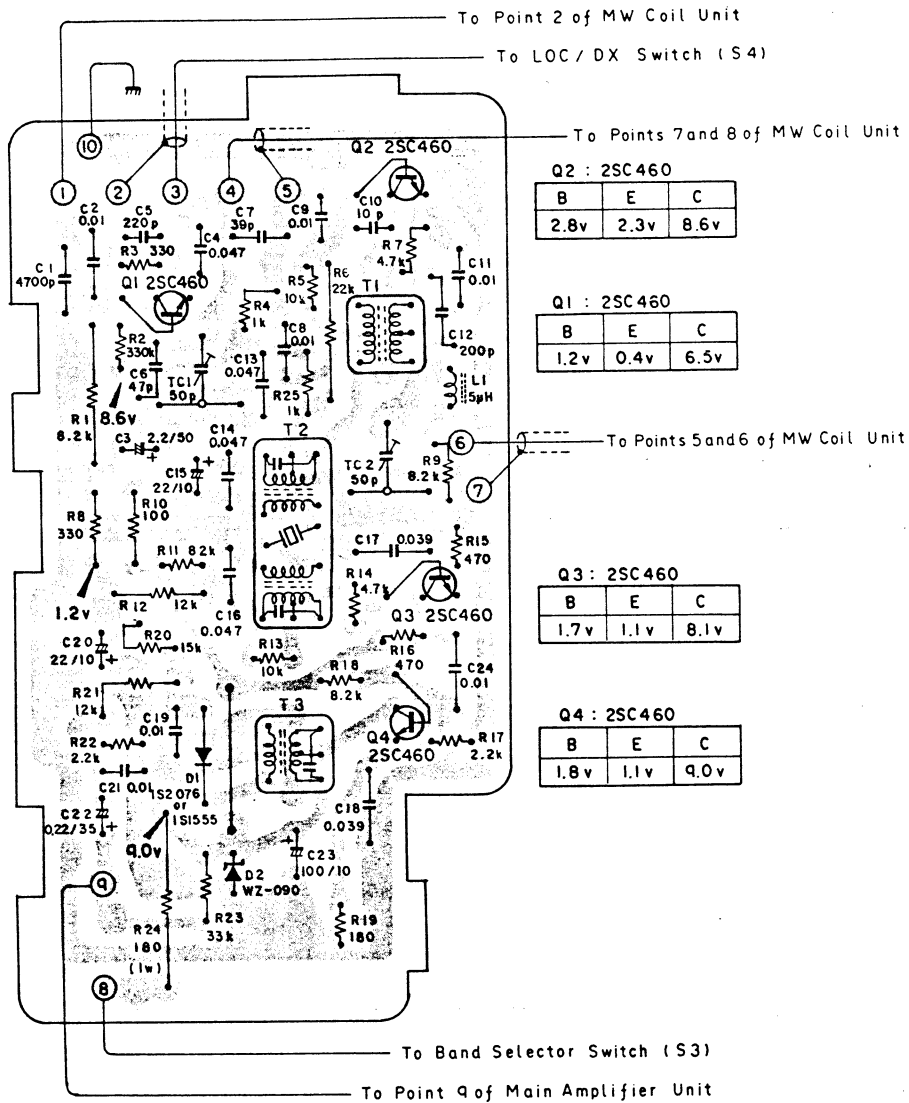 To Point 2 of MW Coil Unit
To LOC/DX Switch (S4)
To Points 7 and 8 of MW Coil Unit
10
1
2
3
4
5
Q2 2SC460
Q2 : 2SC460
B E C
2.8v 2.3v 8.6v
C2
0.01
C5
220p
R3 330
C4
0.047
C7
39p
C9
0.01
C10
10p
R7
4.7k
C1
4700p
Q1 2SC460
R5
10k
R6
22k
T1
C11
0.01
R4
1k
C12
200p
Q1 : 2SC460
B E C
1.2v 0.4v 6.5v
R2
330k
C6
47p
TC1
50p
C13
0.047
C8
0.01
R25
1k
L1
5μH
R1
8.2k
8.6v
C3 2.2/50
+
C14
0.047
T2
6
To Points 5 and 6 of MW Coil Unit
C15
22/10
+
TC2
50p
R9
8.2k
7
R8
330
R10
100
R11 82k
C17 0.039
R15
470
R14
4.7k
1.2v
R12
12k
C16
0.047
Q3 2SC460
Q3 : 2SC460
B E C
1.7v 1.1v 8.1v
C20
22/10
+
R20
15k
R13
10k
R16
470
R18
8.2k
C24
0.01
R21
12k
C19
0.01
T3
Q4
2SC460
R17
2.2k
Q4 : 2SC460
B E C
1.8v 1.1v 9.0v
R22
2.2k
C21 0.01
D1
1S2076
or
1S1555
C22
0.22/35
+
9.0v
C18
0.039
C23
100/10
+
D2
WZ-090
9
R24
180
(1w)
R23
33k
R19
180
8
To Band Selector Switch (S3)
To Point 9 of Main Amplifier Unit